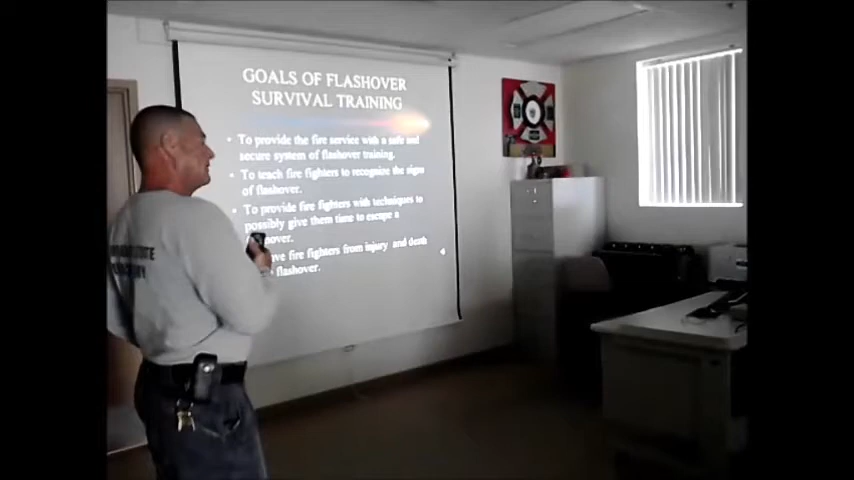 GOALS OF FLASHOVER
SURVIVAL TRAINING
• To provide the fire service with a safe and
secure system of flashover training.
• To teach fire fighters to recognize the signs
of flashover.
• To provide fire fighters with techniques to
possibly give them time to escape a
fire fighters from injury and death
flashover.